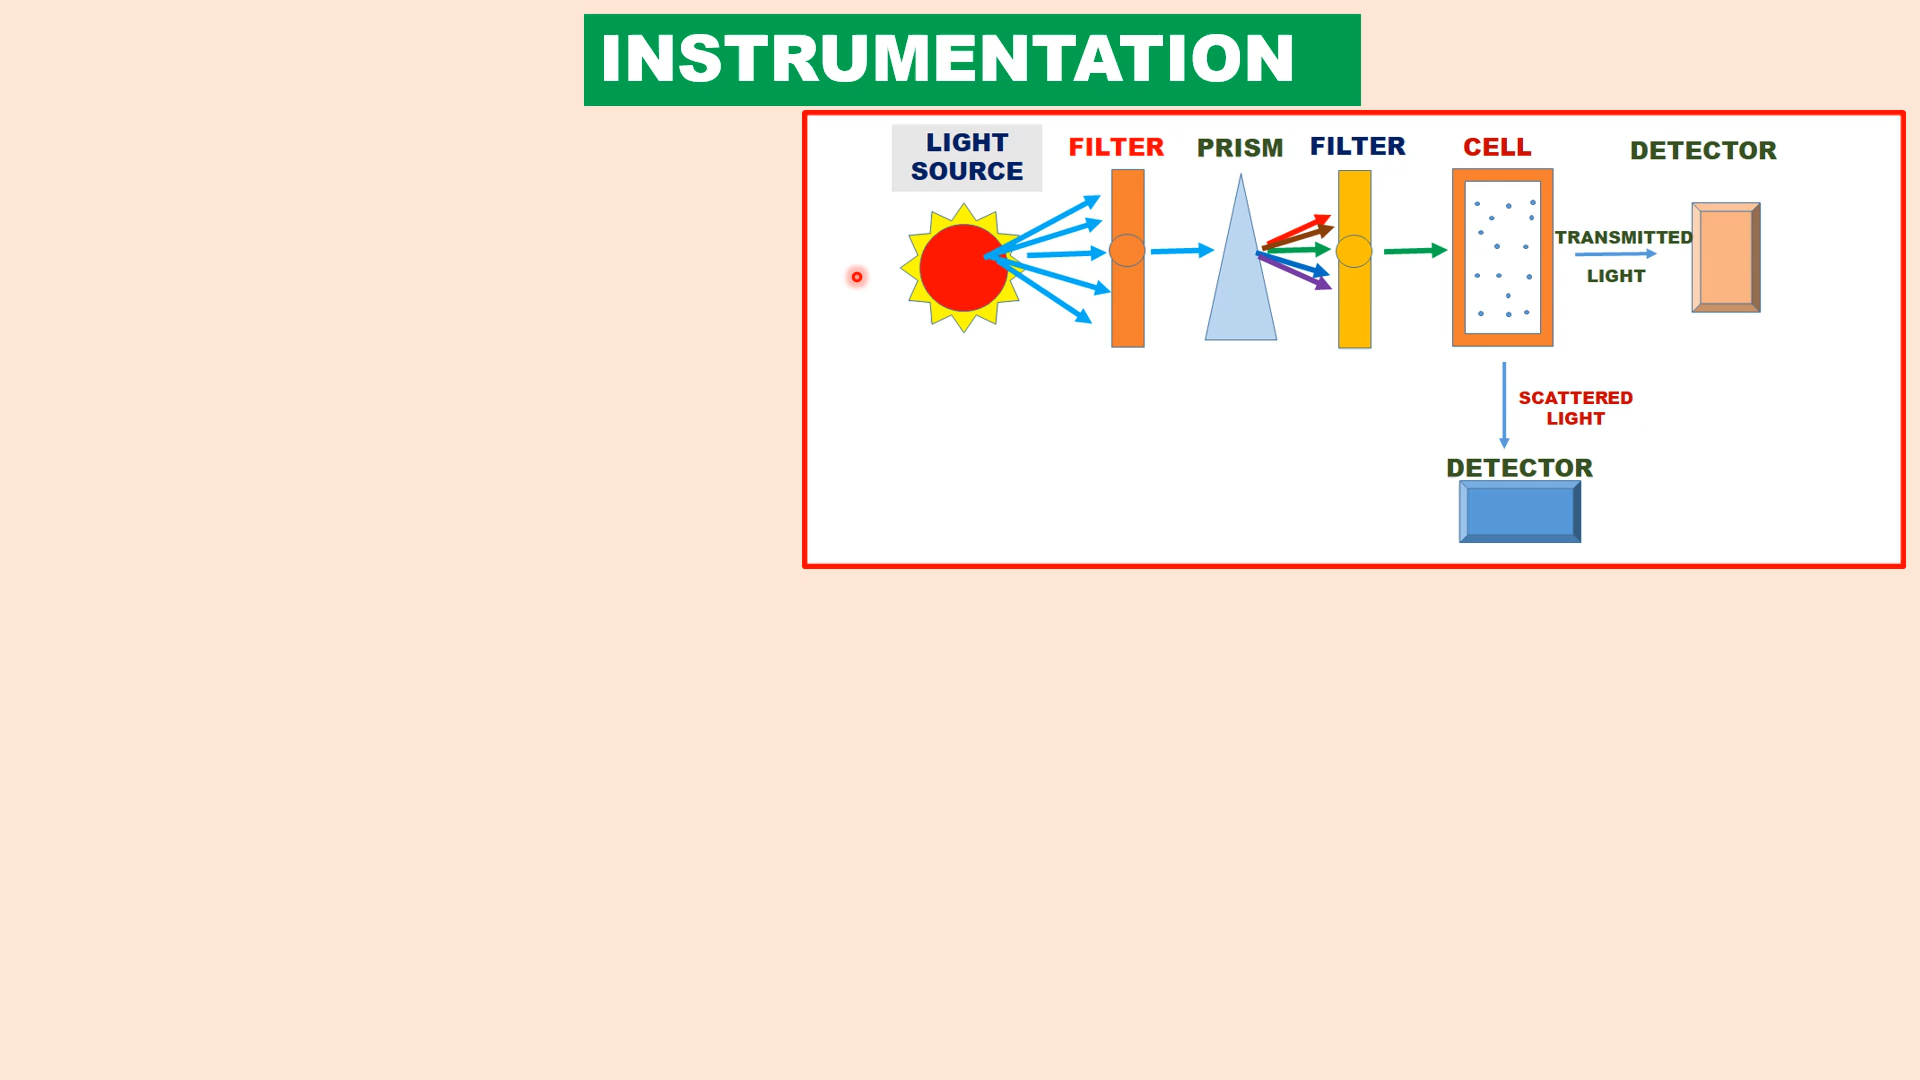 INSTRUMENTATION
LIGHT
SOURCE
FILTER
PRISM
FILTER
CELL
DETECTOR
TRANSMITTED
LIGHT
SCATTERED
LIGHT
DETECTOR